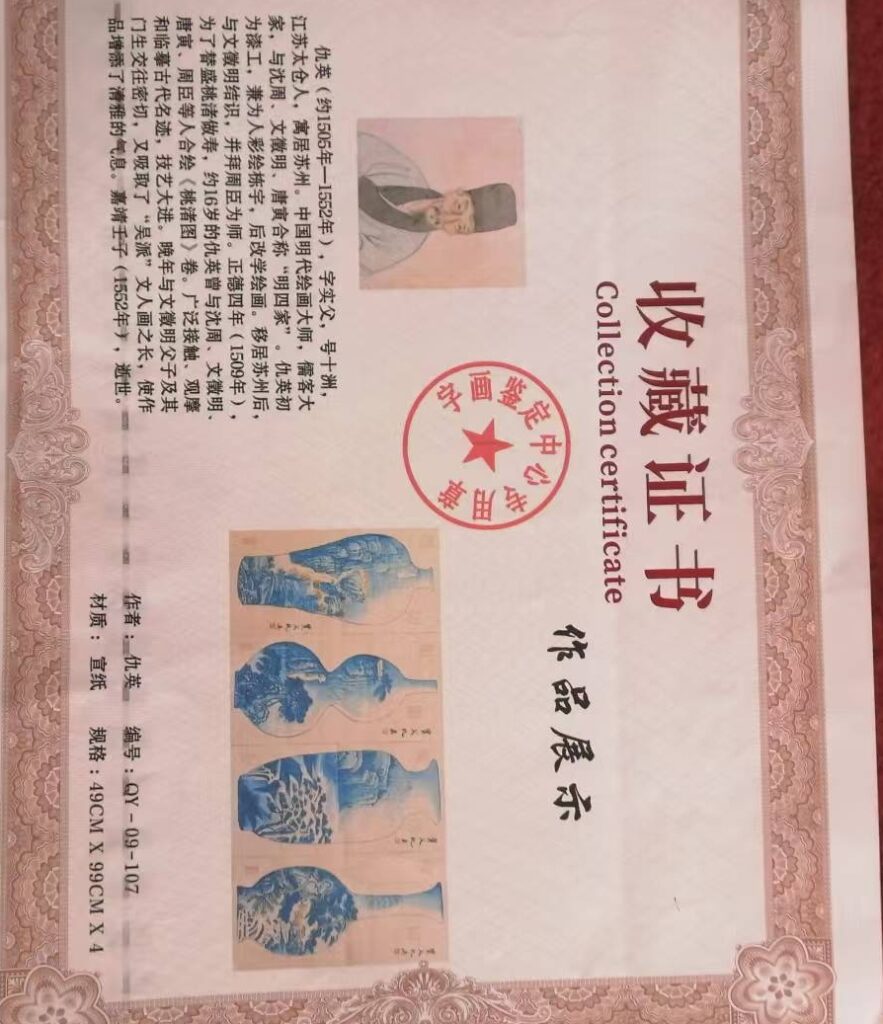 收藏证书
Collection certificate
字画鉴定中心
专用章
作品展示
仇英（约1505年—1552年），字实父，号十洲，
江苏太仓人，寓居苏州。中国明代绘画大师，儒客大
家，与沈周、文徵明、唐寅合称“明四家”。仇英初
为漆工，兼为人彩绘栋宇，后改学绘画。移居苏州后，
与文徵明结识，并拜周臣为师。正德四年（1509年），
为了替盛桃渚做寿，约16岁的仇英曾与沈周、文徵明、
唐寅、周臣等人合绘《桃渚图》卷。广泛接触、观摩
和临摹古代名迹，技艺大进。晚年与文徵明父子及其
门生交往密切，又吸取了“吴派”文人画之长，使作
品增添了清雅的气息。嘉靖壬子（1552年），逝世。
作者：仇英 编号：QY-09-107
材质：宣纸 规格：49CM X 99CM X 4